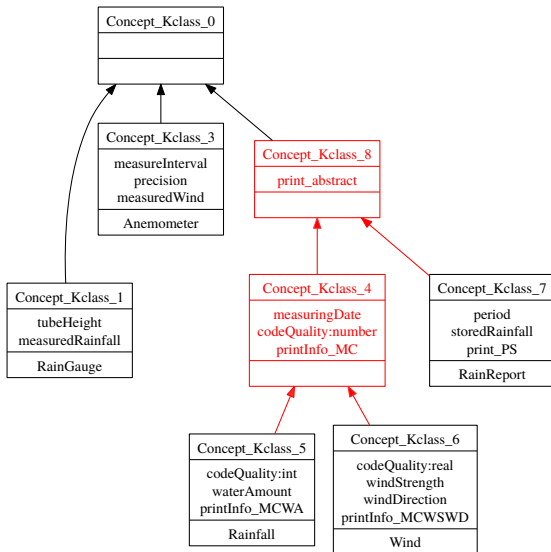 Concept_Kclass_0
Concept_Kclass_3
measureInterval
precision
measuredWind
Anemometer
Concept_Kclass_8
print_abstract
Concept_Kclass_1
tubeHeight
measuredRainfall
RainGauge
Concept_Kclass_4
measuringDate
codeQuality:number
printInfo_MC
Concept_Kclass_7
period
storedRainfall
print_PS
RainReport
Concept_Kclass_5
codeQuality:int
waterAmount
printInfo_MCWA
Rainfall
Concept_Kclass_6
codeQuality:real
windStrength
windDirection
printInfo_MCWSWD
Wind